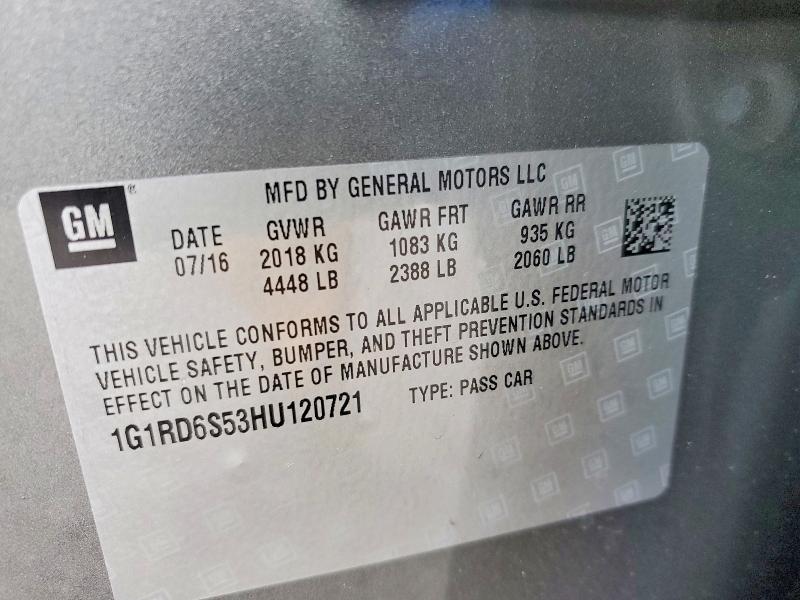 GM
MFD BY GENERAL MOTORS LLC
DATE GVWR GAWR FRT GAWR RR
07/16 2018 KG 1083 KG 935 KG
4448 LB 2388 LB 2060 LB
THIS VEHICLE CONFORMS TO ALL APPLICABLE U.S. FEDERAL MOTOR
VEHICLE SAFETY, BUMPER, AND THEFT PREVENTION STANDARDS IN
EFFECT ON THE DATE OF MANUFACTURE SHOWN ABOVE.
1G1RD6S53HU120721 TYPE: PASS CAR